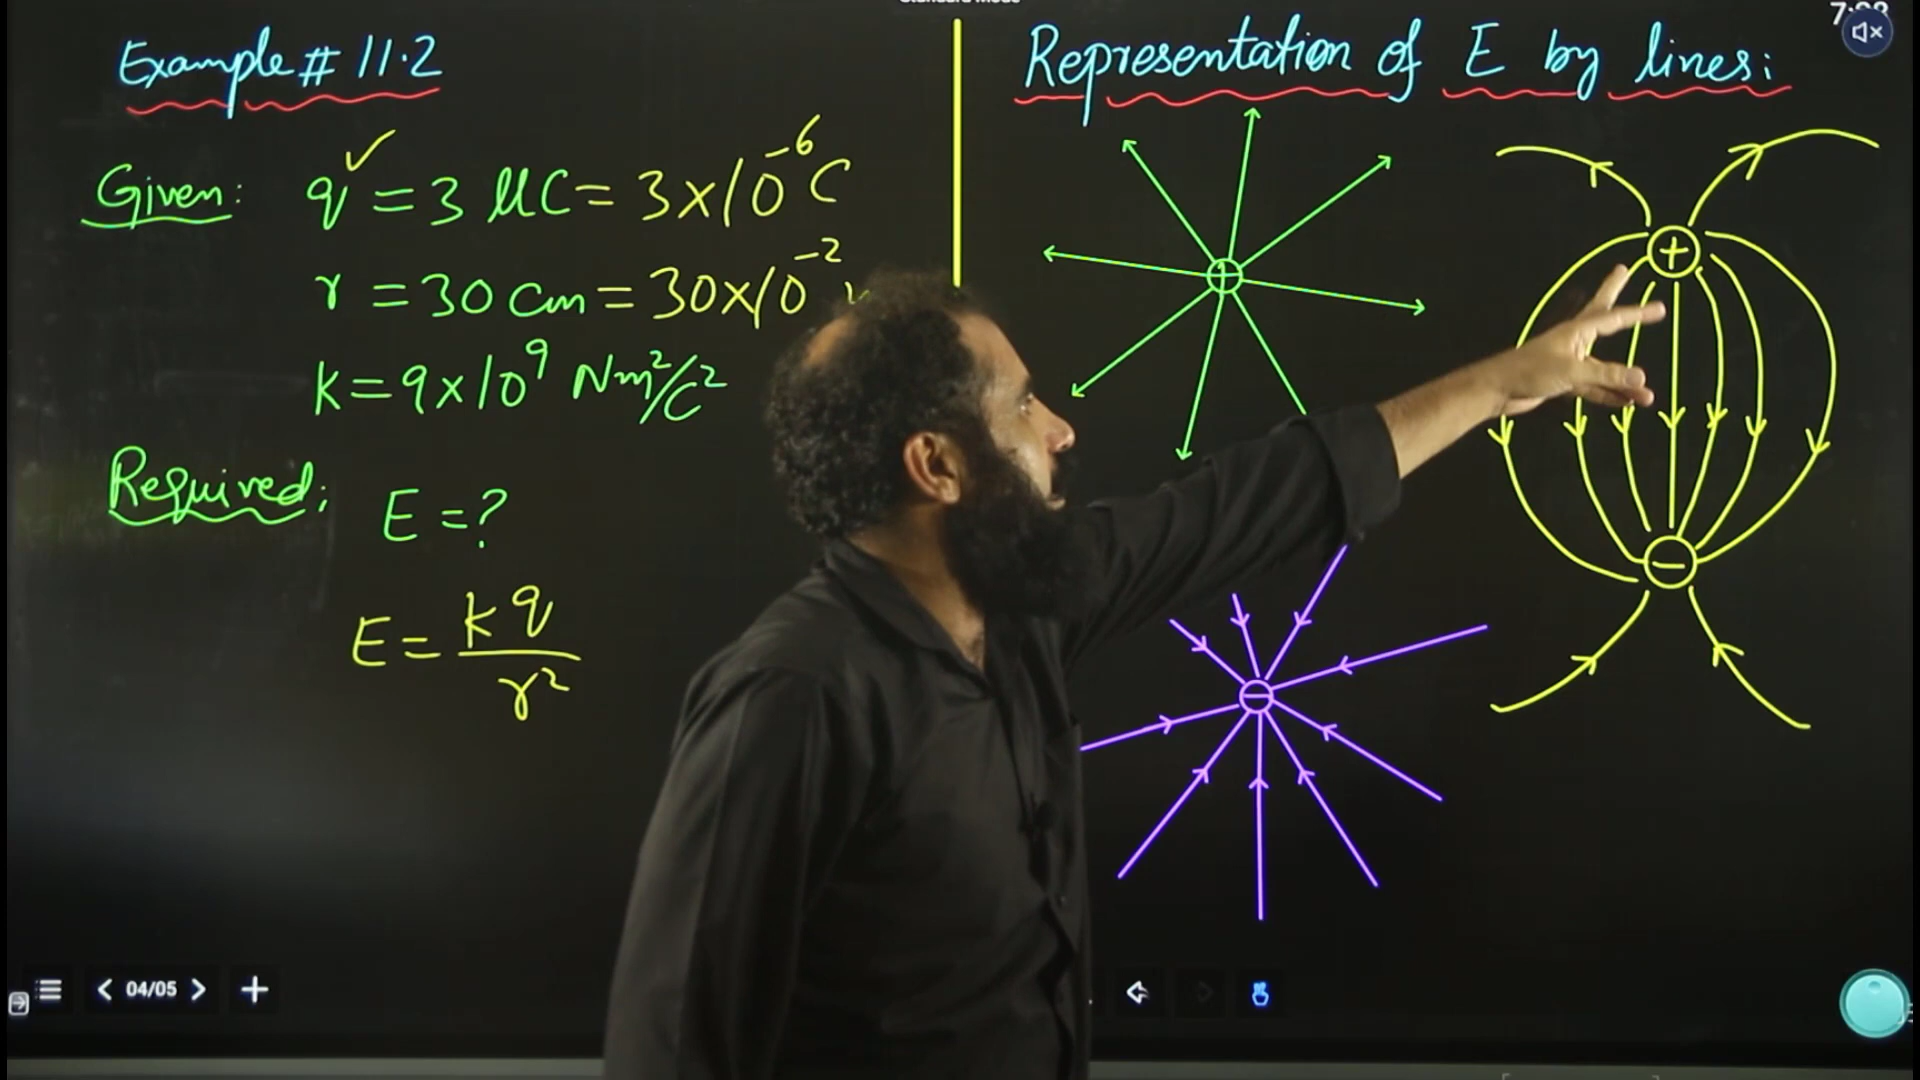 Example # 11.2
Given: q = 3 μC = 3×10⁻⁶ C
r = 30 cm = 30×10⁻²
k = 9×10⁹ Nm²/C²
Required: E = ?
E = kq/r²
Representation of E by lines:
+
+
−
−
04/05